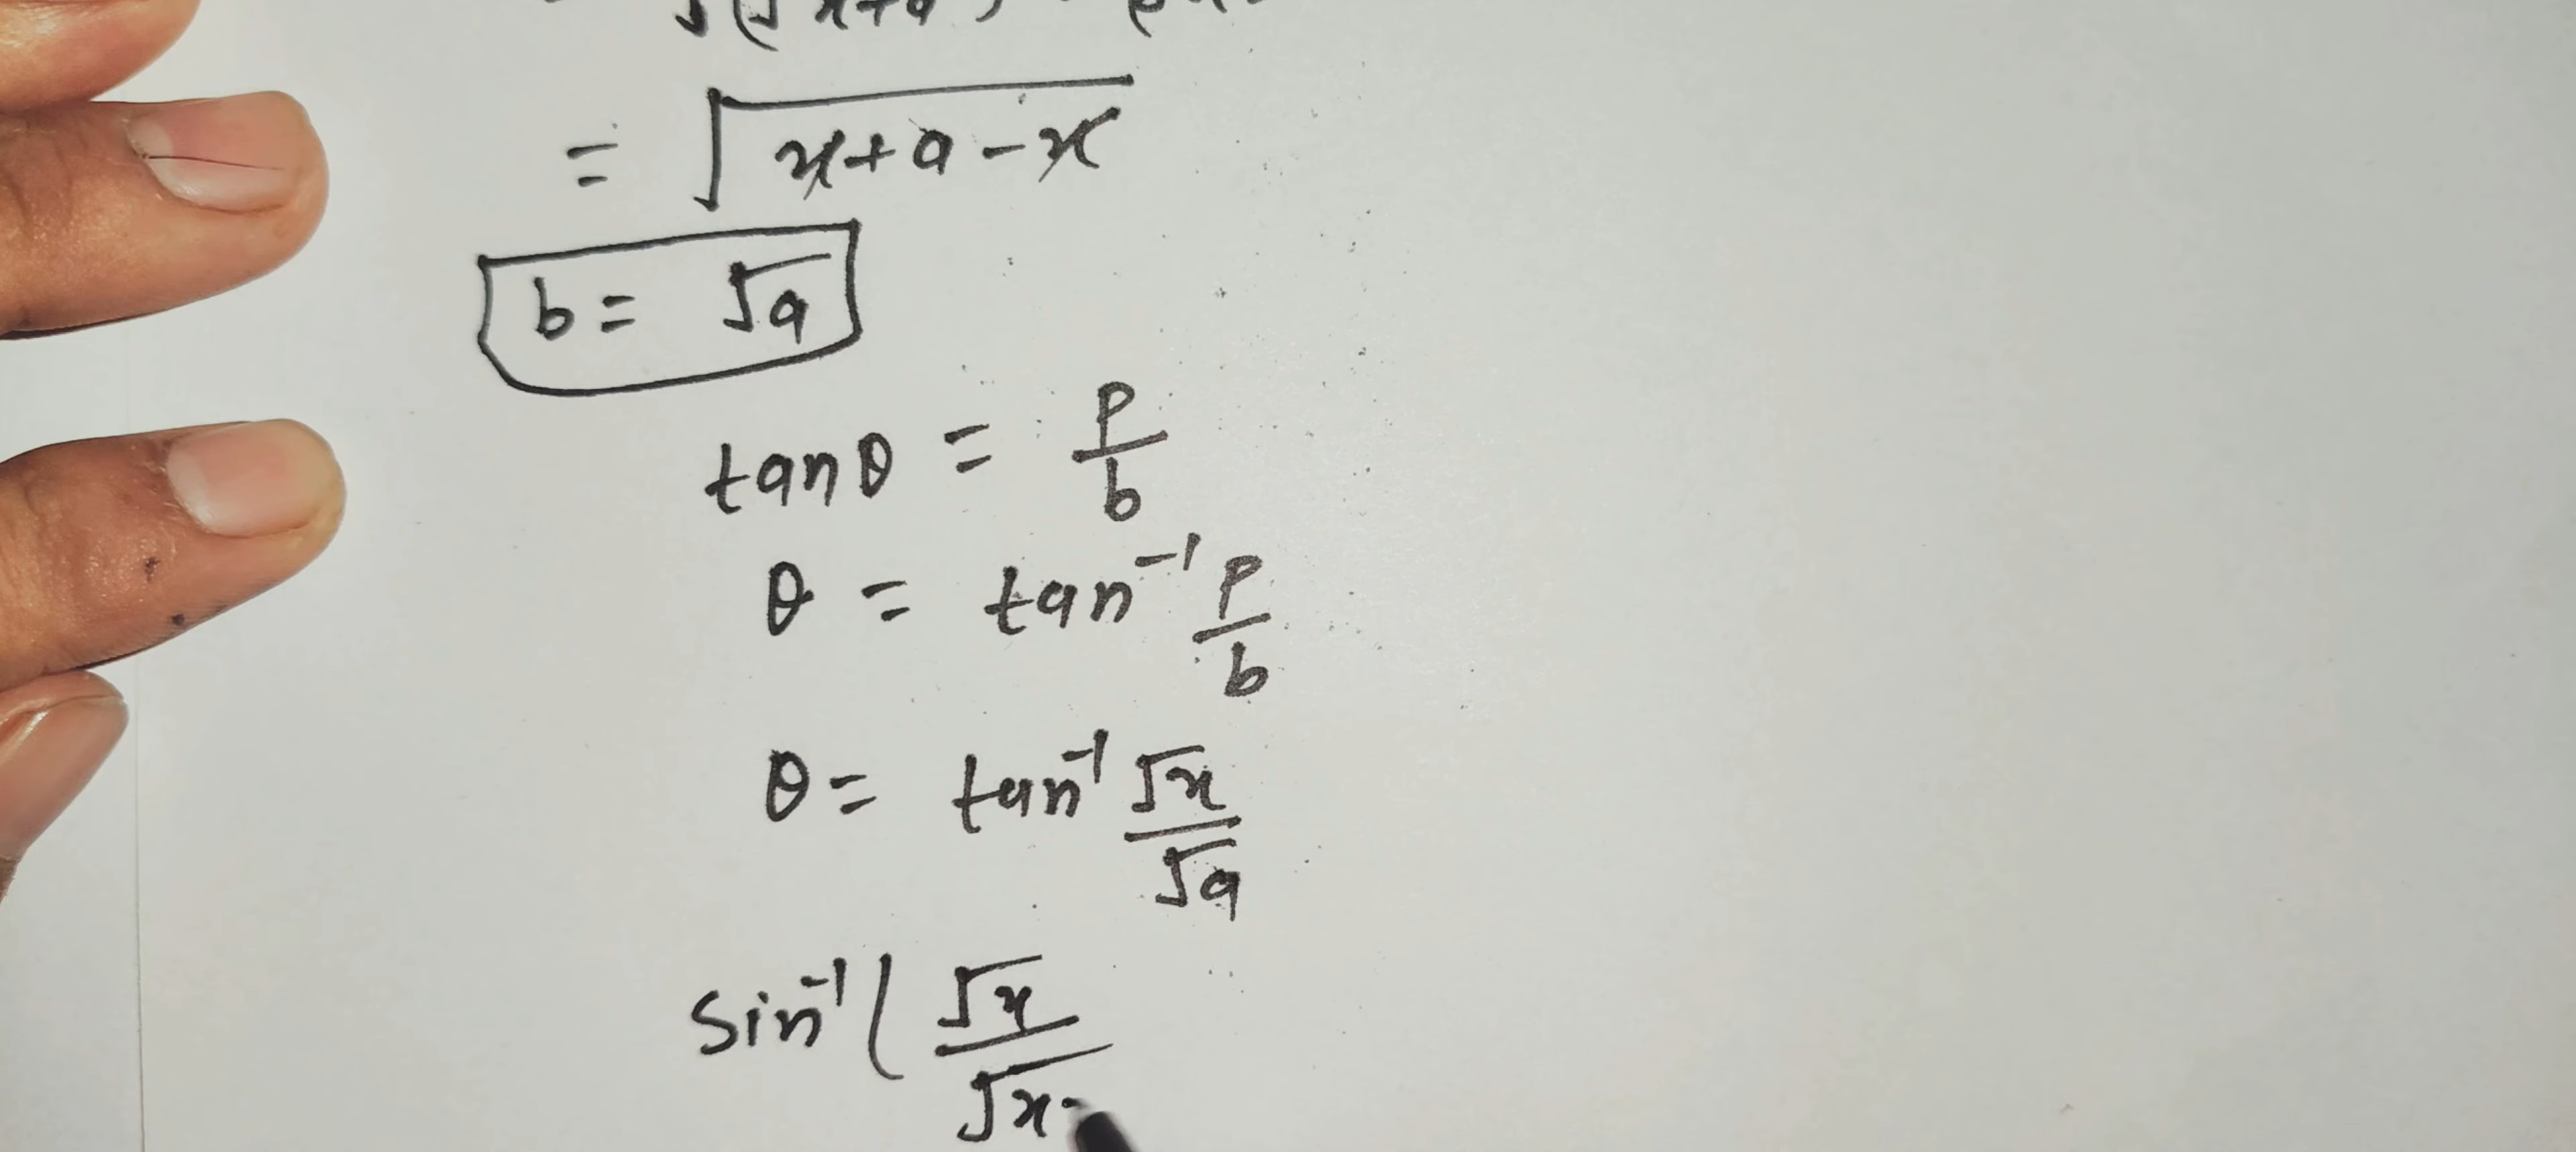 = √(x+a-x)
b = √a
tanθ = p/b
θ = tan⁻¹ p/b
θ = tan⁻¹ √x/√a
sin⁻¹( √x/√x